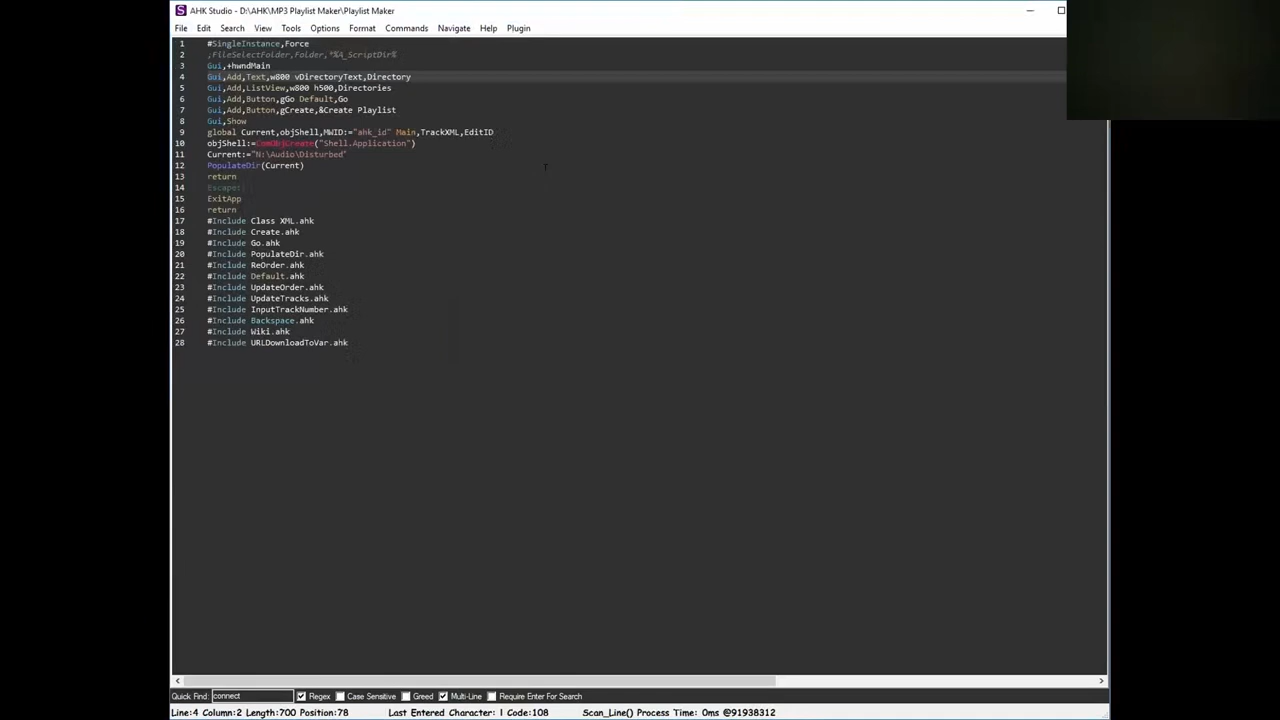 AHK Studio - D:\AHK\MP3 Playlist Maker\Playlist Maker
File Edit Search View Tools Options Format Commands Navigate Help Plugin
1 #SingleInstance,Force
2 ;FileSelectFolder,Folder,*%A_ScriptDir%
3 Gui,+hwndMain
4 Gui,Add,Text,w800 vDirectoryText,Directory
5 Gui,Add,ListView,w800 h500,Directories
6 Gui,Add,Button,gGo Default,Go
7 Gui,Add,Button,gCreate,&Create Playlist
8 Gui,Show
9 global Current,objShell,MWID:="ahk_id" Main,TrackXML,EditID
10 objShell:=ComObjCreate("Shell.Application")
11 Current:="N:\Audio\Disturbed"
12 PopulateDir(Current)
13 return
14 Escape:
15 ExitApp
16 return
17 #Include Class XML.ahk
18 #Include Create.ahk
19 #Include Go.ahk
20 #Include PopulateDir.ahk
21 #Include ReOrder.ahk
22 #Include Default.ahk
23 #Include UpdateOrder.ahk
24 #Include UpdateTracks.ahk
25 #Include InputTrackNumber.ahk
26 #Include Backspace.ahk
27 #Include Wiki.ahk
28 #Include URLDownloadToVar.ahk
Quick Find: connect Regex Case Sensitive Greed Multi-Line Require Enter For Search
Line:4 Column:2 Length:700 Position:78 Last Entered Character: l Code:108 Scan_Line() Process Time: 0ms @91938312